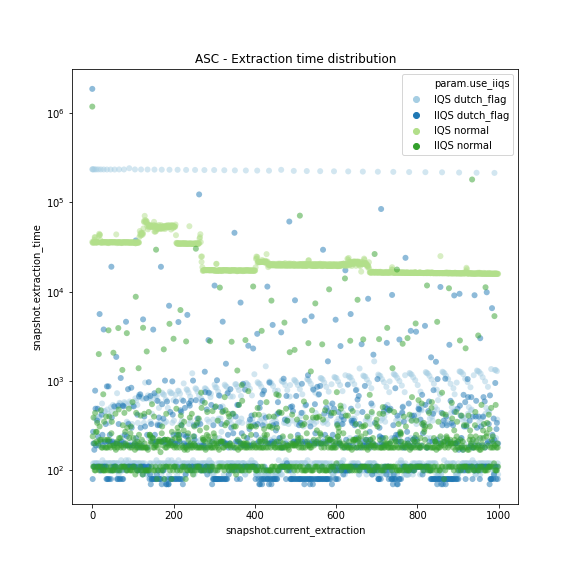 ASC - Extraction time distribution
param.use_iiqs
IQS dutch_flag
IIQS dutch_flag
IQS normal
IIQS normal
10⁶
10⁵
10⁴
10³
10²
snapshot.extraction_time
0 200 400 600 800 1000
snapshot.current_extraction